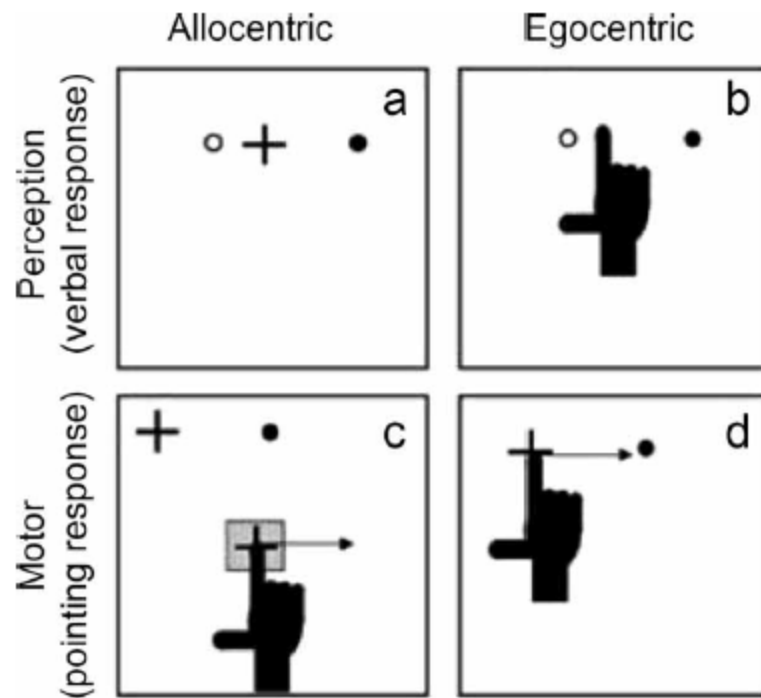 Allocentric
Egocentric
Perception
(verbal response)
a
b
Motor
(pointing response)
c
d